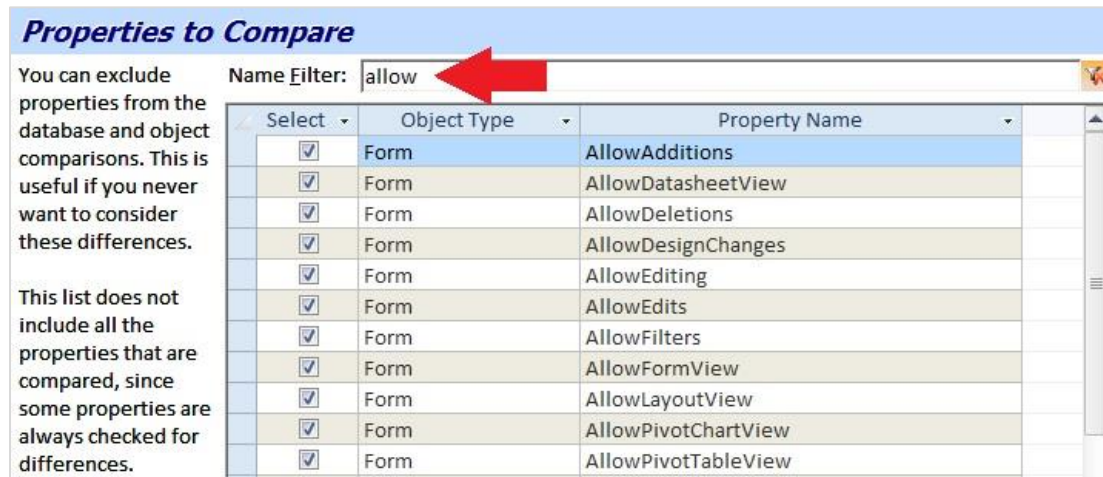 Properties to Compare
You can exclude
properties from the
database and object
comparisons. This is
useful if you never
want to consider
these differences.
This list does not
include all the
properties that are
compared, since
some properties are
always checked for
differences.
Name Filter: allow
Select Object Type Property Name
Form AllowAdditions
Form AllowDatasheetView
Form AllowDeletions
Form AllowDesignChanges
Form AllowEditing
Form AllowEdits
Form AllowFilters
Form AllowFormView
Form AllowLayoutView
Form AllowPivotChartView
Form AllowPivotTableView